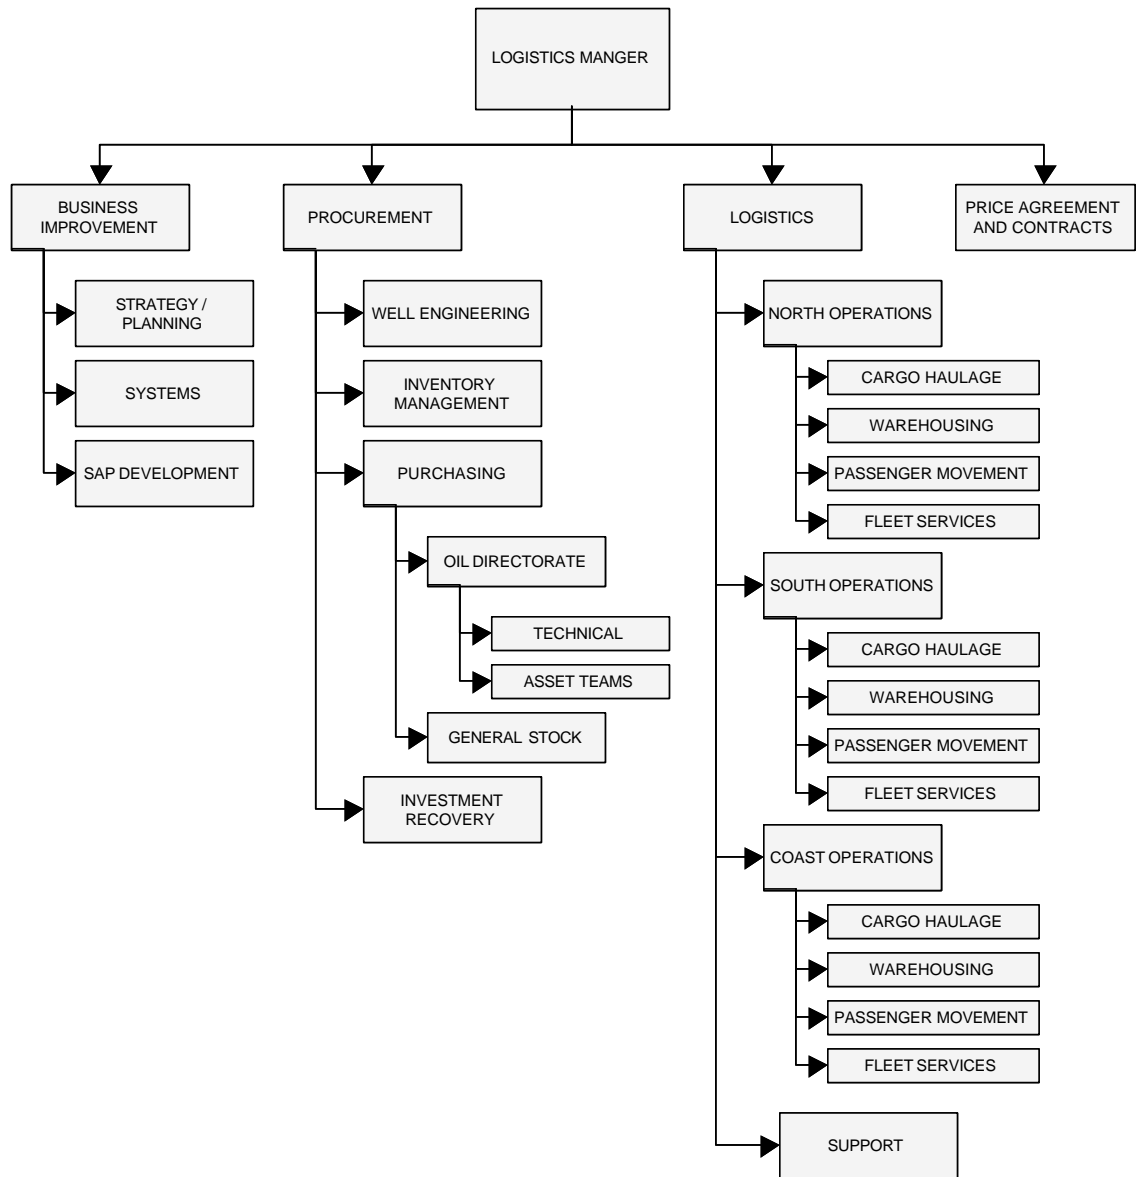 LOGISTICS MANGER
BUSINESS
IMPROVEMENT
PROCUREMENT
LOGISTICS
PRICE AGREEMENT
AND CONTRACTS
STRATEGY /
PLANNING
SYSTEMS
SAP DEVELOPMENT
WELL ENGINEERING
INVENTORY
MANAGEMENT
PURCHASING
OIL DIRECTORATE
TECHNICAL
ASSET TEAMS
GENERAL STOCK
INVESTMENT
RECOVERY
NORTH OPERATIONS
CARGO HAULAGE
WAREHOUSING
PASSENGER MOVEMENT
FLEET SERVICES
SOUTH OPERATIONS
CARGO HAULAGE
WAREHOUSING
PASSENGER MOVEMENT
FLEET SERVICES
COAST OPERATIONS
CARGO HAULAGE
WAREHOUSING
PASSENGER MOVEMENT
FLEET SERVICES
SUPPORT